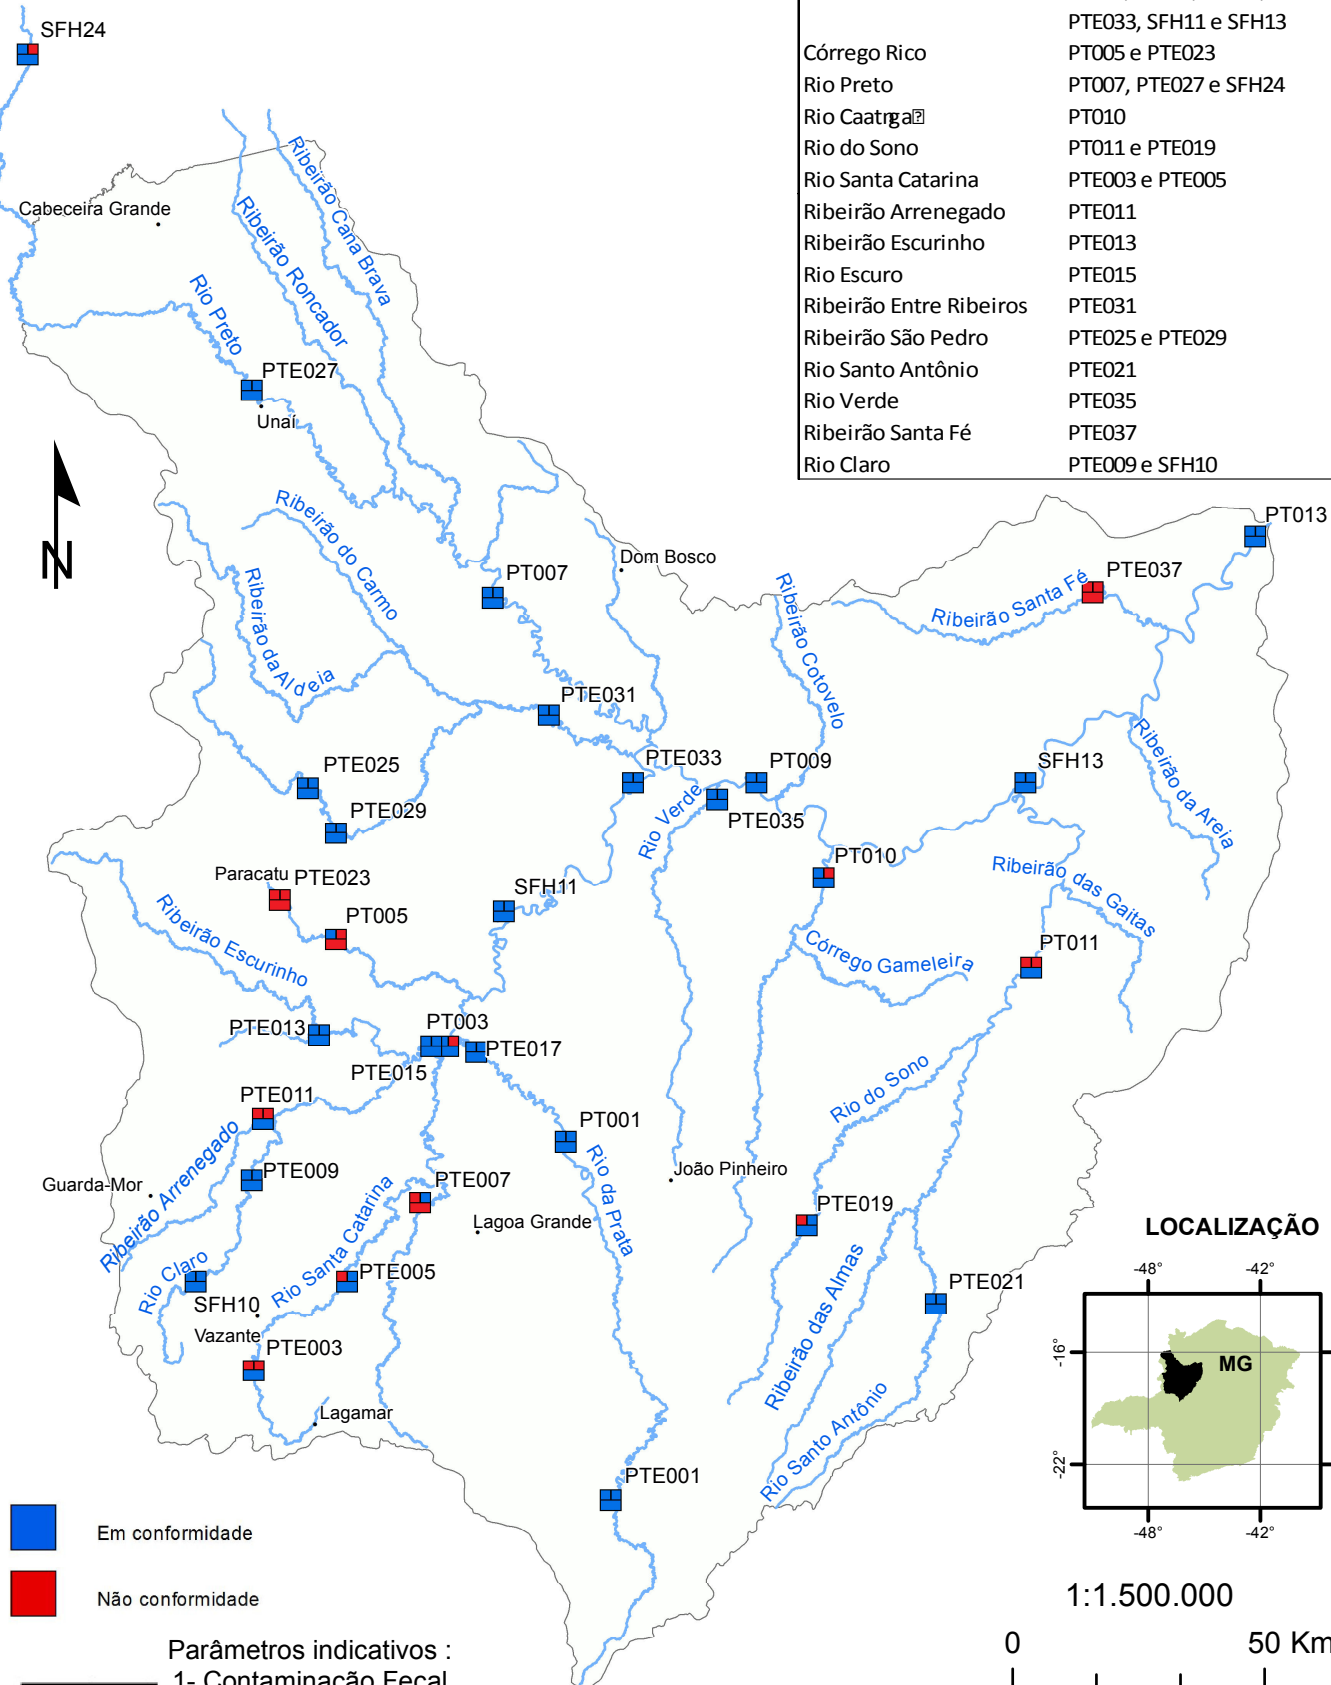 SFH24
PTE033, SFH11 e SFH13
Córrego Rico PT005 e PTE023
Rio Preto PT007, PTE027 e SFH24
PT010
Rio do Sono PT011 e PTE019
Rio Santa Catarina PTE003 e PTE005
Ribeirão Arrenegado PTE011
Ribeirão Escurinho PTE013
Rio Escuro PTE015
Ribeirão Entre Ribeiros PTE031
Ribeirão São Pedro PTE025 e PTE029
Rio Santo Antônio PTE021
Rio Verde PTE035
Ribeirão Santa Fé PTE037
Rio Claro PTE009 e SFH10
Ribeirão Cana Brava
Cabeceira Grande
Ribeirão Roncador
Rio Preto
PTE027
Unaí
N
Ribeirão do Carmo
PT013
Dom Bosco
PT007
PTE037
Ribeirão Santa Fé
Ribeirão da Aldeia
Ribeirão Cotovelo
PTE031
PTE025
PTE033
PT009
SFH13
Ribeirão da Areia
Rio Verde
PTE029
PTE035
PT010
Paracatu
PTE023
SFH11
Ribeirão das Gaitas
PT005
Ribeirão Escurinho
Córrego Gameleira
PT011
PTE013
PT003
PTE017
PTE015
Rio do Sono
PTE011
PT001
Ribeirão Arrenegado
PTE009
Rio da Prata
João Pinheiro
Guarda-Mor
PTE007
Lagoa Grande
PTE019
LOCALIZAÇÃO
Rio Claro
Rio Santa Catarina
PTE005
SFH10
Vazante
Ribeirão das Almas
PTE021
-48° -42°
-16°
MG
PTE003
Lagamar
Rio Santo Antônio
-22°
PTE001
-48° -42°
Em conformidade
Não conformidade
1:1.500.000
Parâmetros indicativos :
1- Contaminação Fecal
0 50 Km